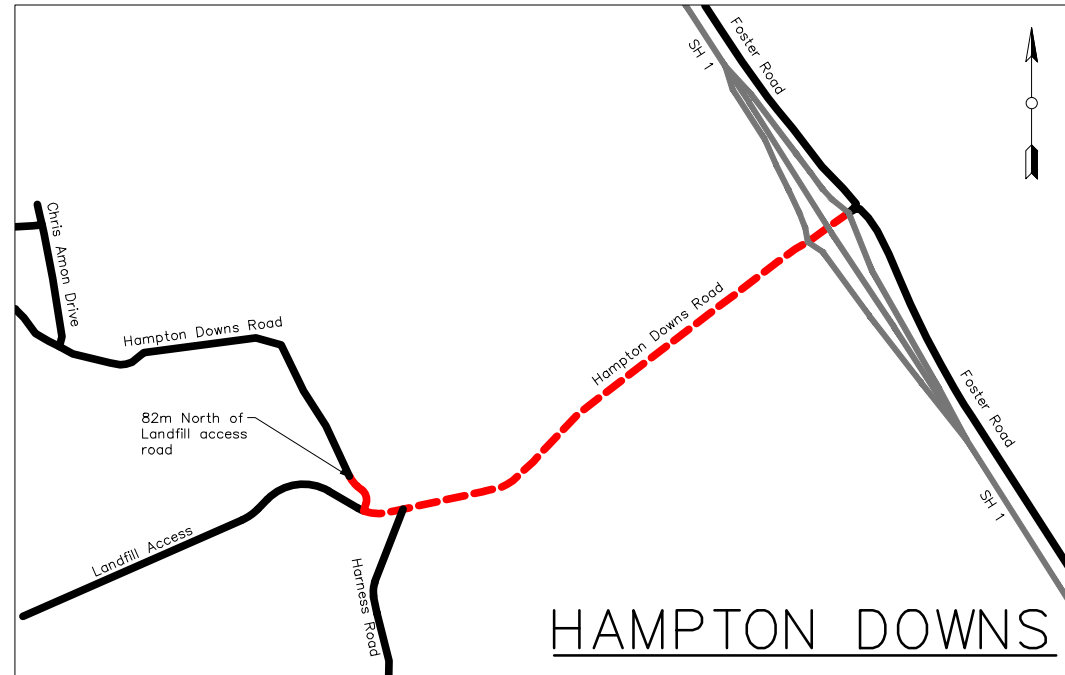 SH 1
Foster Road
Chris Amon Drive
Hampton Downs Road
Hampton Downs Road
82m North of
Landfill access
road
Foster Road
SH 1
Landfill Access
Harness Road
HAMPTON DOWNS